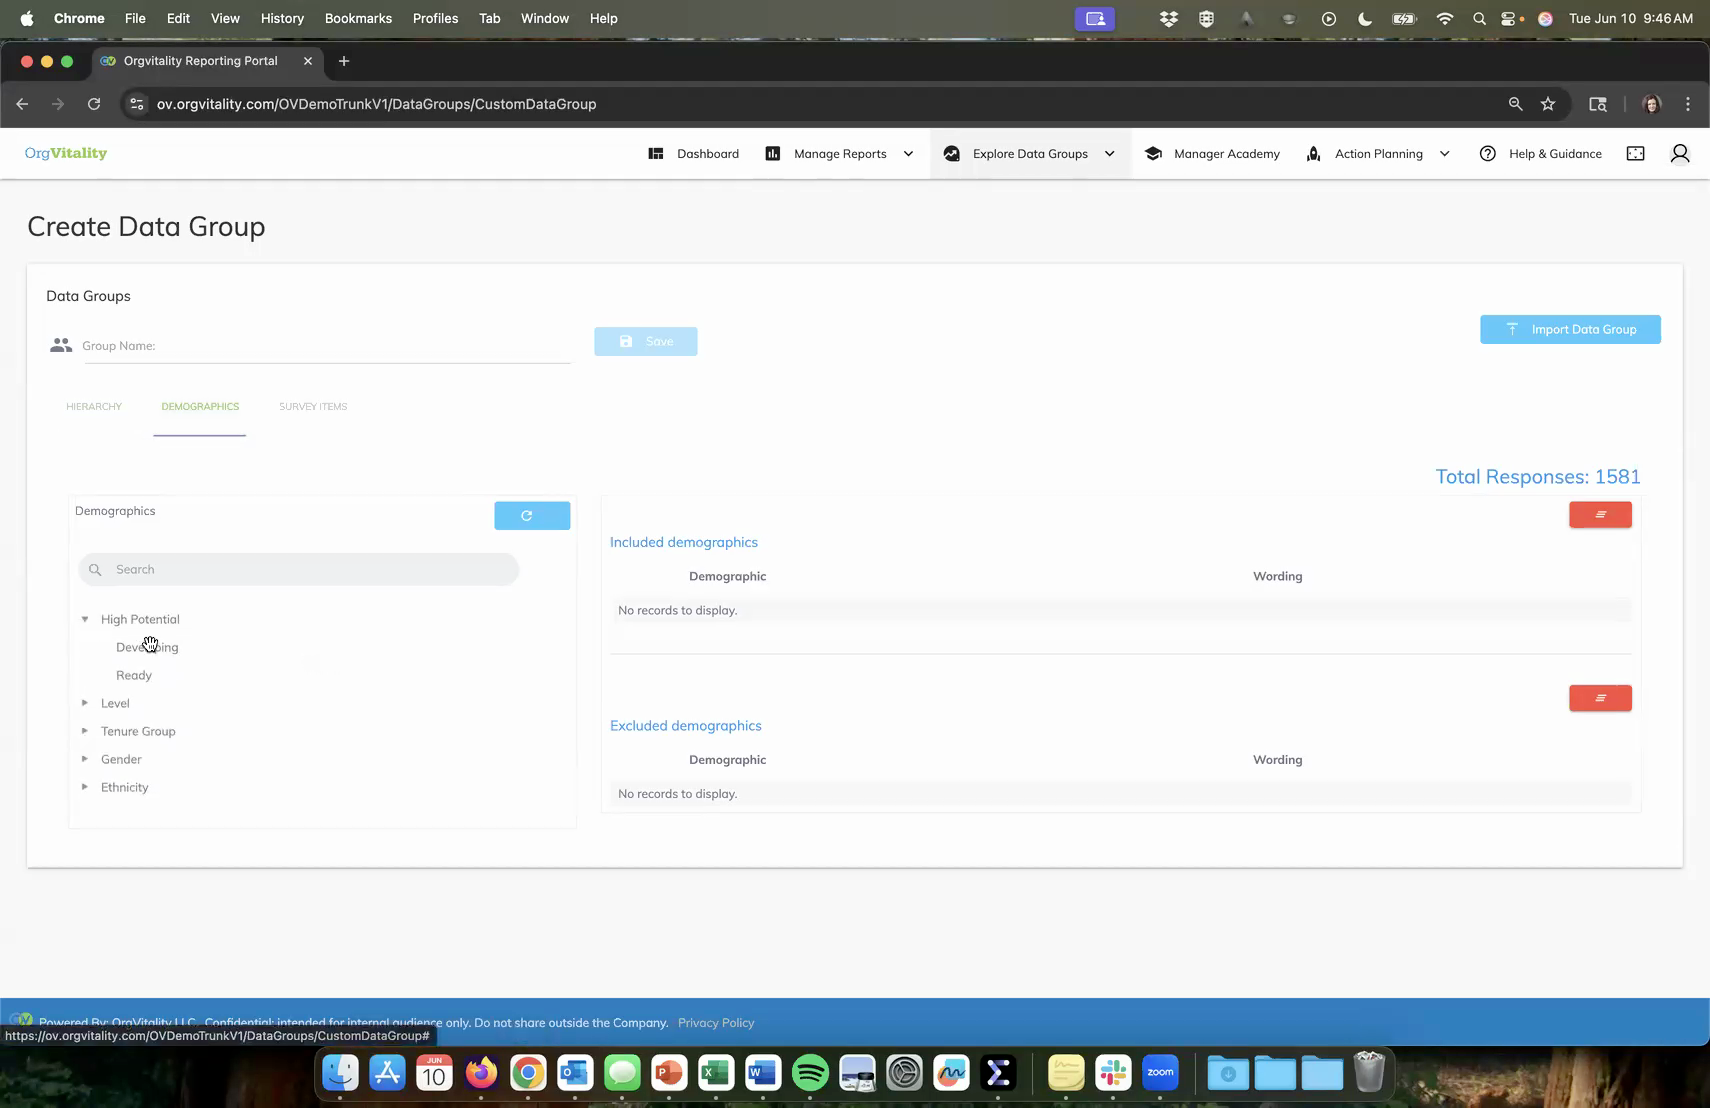 Chrome File Edit View History Bookmarks Profiles Tab Window Help Tue Jun 10 9:46 AM
Orgvitality Reporting Portal
ov.orgvitality.com/OVDemoTrunkV1/DataGroups/CustomDataGroup
OrgVitality Dashboard Manage Reports Explore Data Groups Manager Academy Action Planning Help & Guidance
Create Data Group
Data Groups
Group Name: Save Import Data Group
HIERARCHY DEMOGRAPHICS SURVEY ITEMS
Total Responses: 1581
Demographics
Search
High Potential
Developing
Ready
Level
Tenure Group
Gender
Ethnicity
Included demographics
Demographic Wording
No records to display.
Excluded demographics
Demographic Wording
No records to display.
Powered By: OrgVitality LLC. Confidential: intended for internal audience only. Do not share outside the Company. Privacy Policy
https://ov.orgvitality.com/OVDemoTrunkV1/DataGroups/CustomDataGroup#
JUN
10
zoom